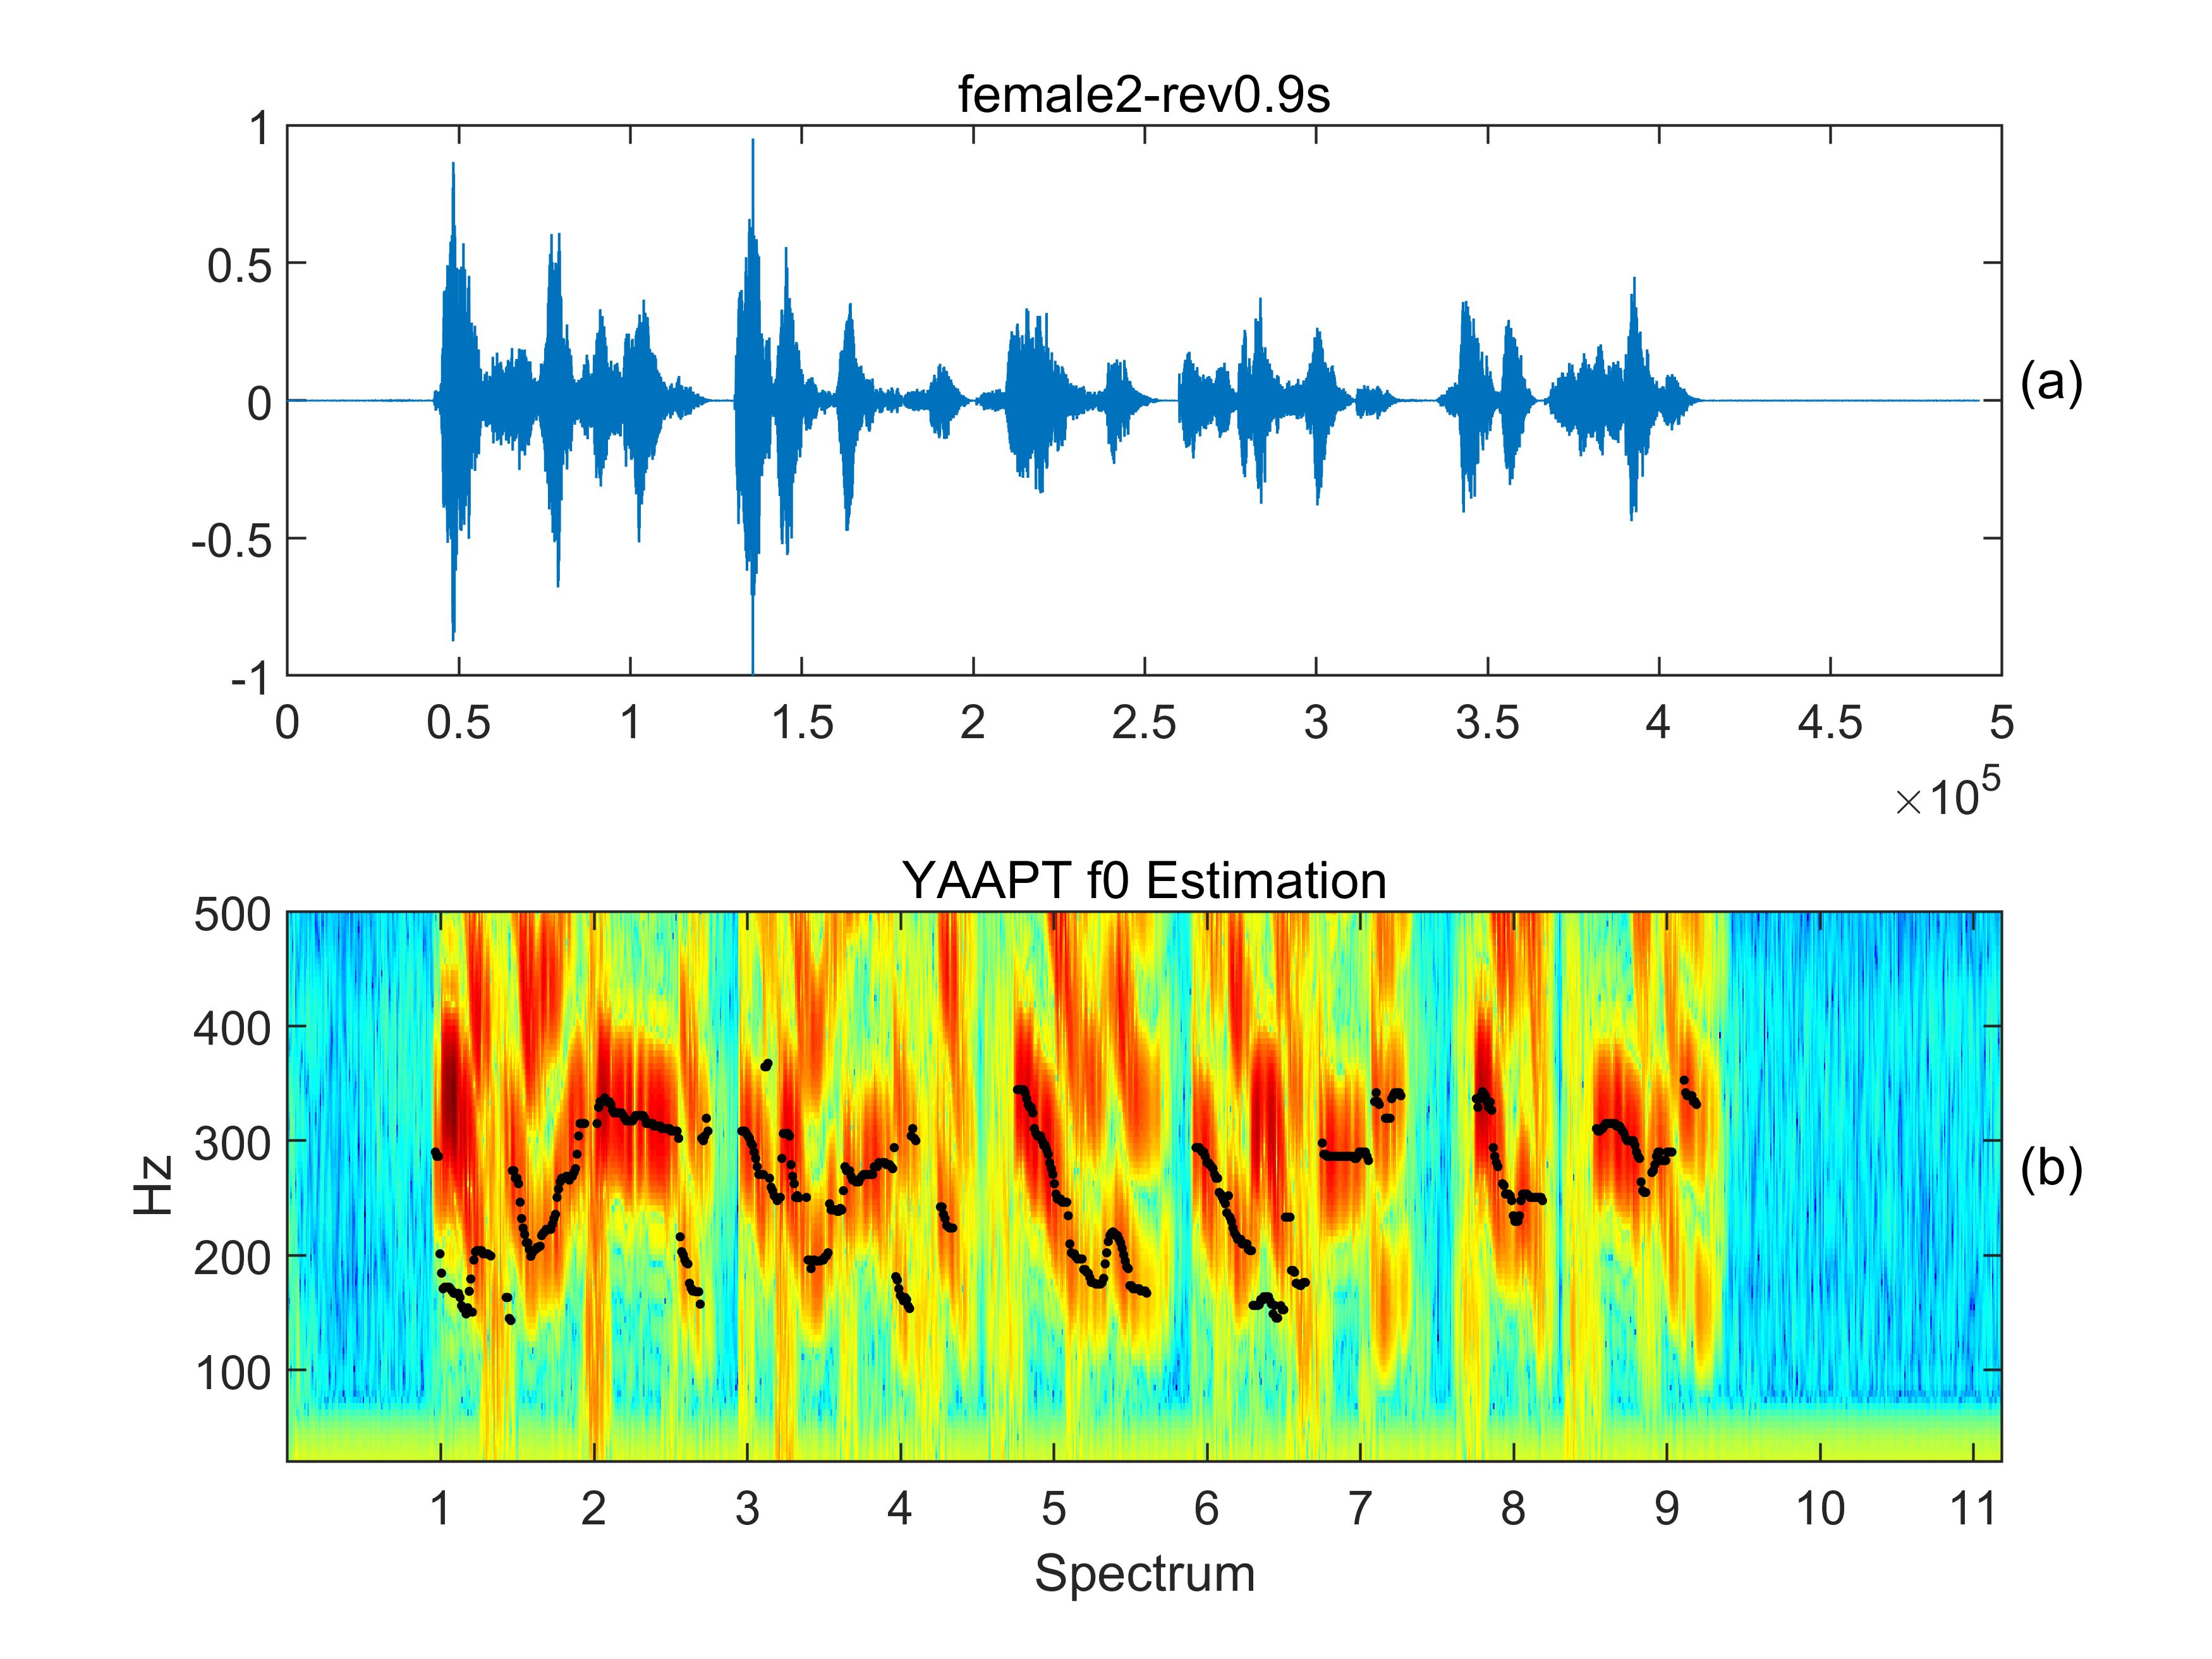 female2-rev0.9s
1
0.5
0
-0.5
-1
(a)
0 0.5 1 1.5 2 2.5 3 3.5 4 4.5 5
×10⁵
YAAPT f0 Estimation
500
400
300
200
100
Hz
(b)
1 2 3 4 5 6 7 8 9 10 11
Spectrum